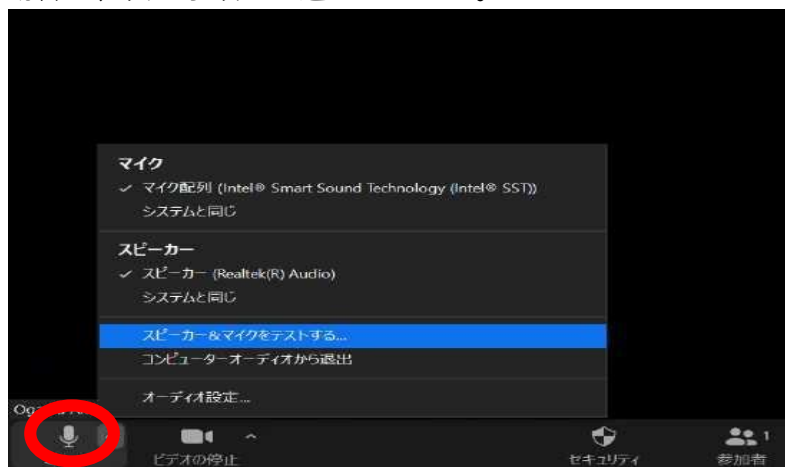 マイク
✓ マイク配列 (Intel® Smart Sound Technology (Intel® SST))
システムと同じ
スピーカー
✓ スピーカー (Realtek(R) Audio)
システムと同じ
スピーカー&マイクをテストする...
コンピューターオーディオから退出
オーディオ設定...
ビデオの停止
セキュリティ
1
参加者